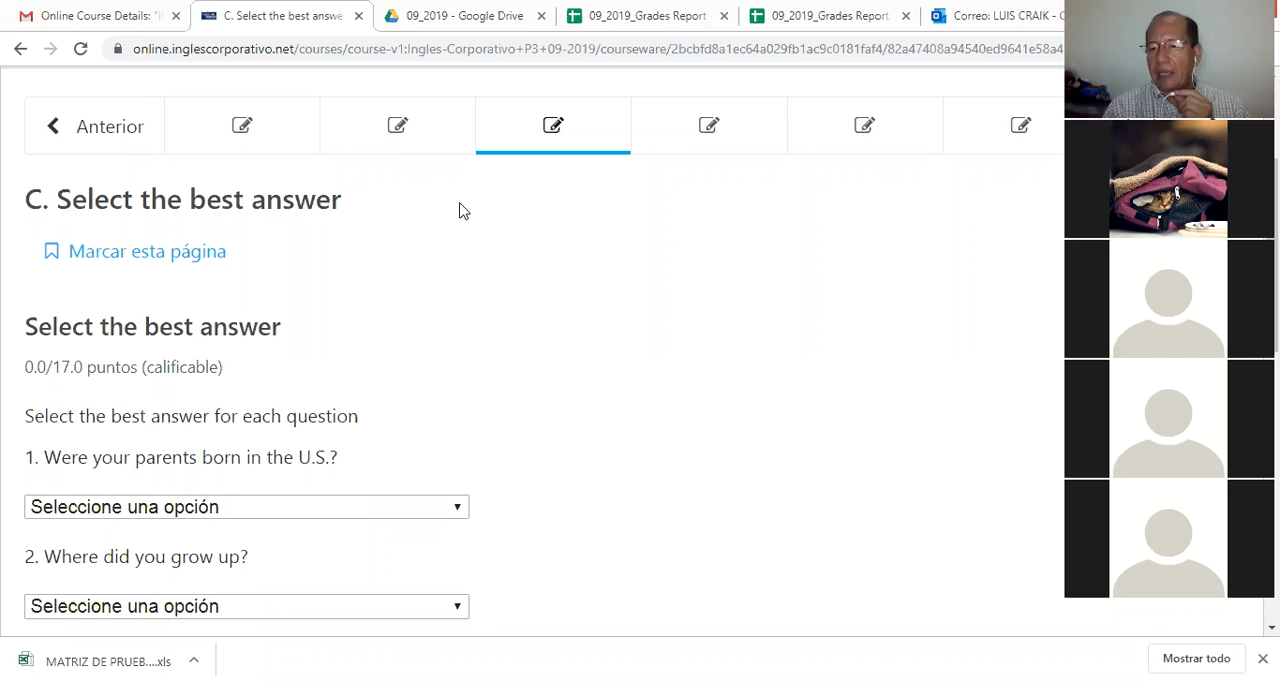 Online Course Details: "I
C. Select the best answe
09_2019 - Google Drive
09_2019_Grades Report
09_2019_Grades Report
Correo: LUIS CRAIK - C
online.inglescorporativo.net/courses/course-v1:Ingles-Corporativo+P3+09-2019/courseware/2bcbfd8a1ec64a029fb1ac9c0181faf4/82a47408a94540ed9641e58a4
Anterior
C. Select the best answer
Marcar esta página
Select the best answer
0.0/17.0 puntos (calificable)
Select the best answer for each question
1. Were your parents born in the U.S.?
Seleccione una opción
2. Where did you grow up?
Seleccione una opción
MATRIZ DE PRUEB....xls
Mostrar todo